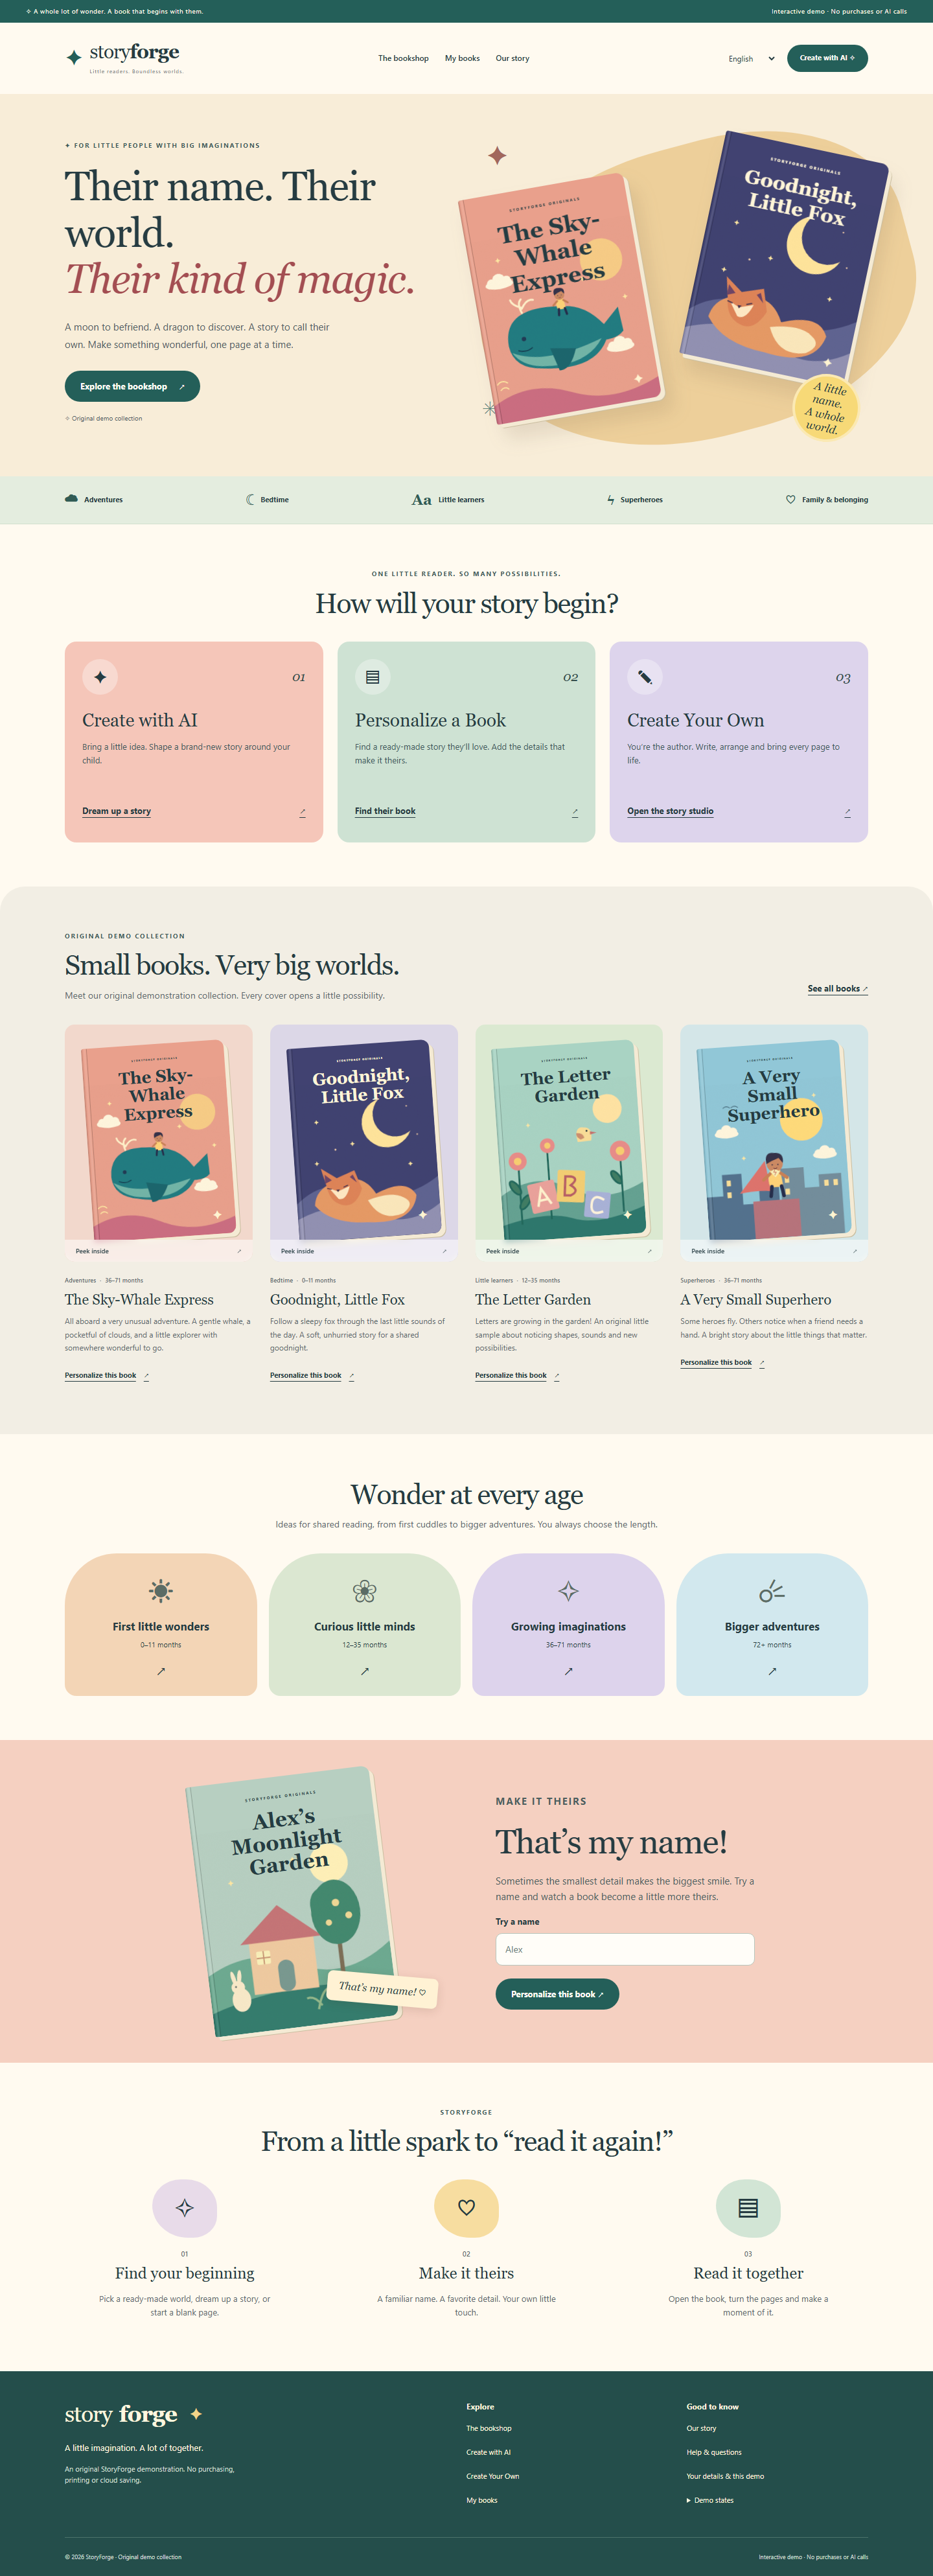 ✧ A whole lot of wonder. A book that begins with them.
Interactive demo · No purchases or AI calls
storyforge
Little readers. Boundless worlds.
The bookshop
My books
Our story
English
Create with AI ✧
✦ FOR LITTLE PEOPLE WITH BIG IMAGINATIONS
Their name. Their
world.
Their kind of magic.
A moon to befriend. A dragon to discover. A story to call their
own. Make something wonderful, one page at a time.
Explore the bookshop ↗
✧ Original demo collection
STORYFORGE ORIGINALS
The Sky-
Whale
Express
STORYFORGE ORIGINALS
Goodnight,
Little Fox
A little
name.
A whole
world.
Adventures
Bedtime
Aa Little learners
Superheroes
Family & belonging
ONE LITTLE READER. SO MANY POSSIBILITIES.
How will your story begin?
01
Create with AI
Bring a little idea. Shape a brand-new story around your
child.
Dream up a story ↗
02
Personalize a Book
Find a ready-made story they’ll love. Add the details that
make it theirs.
Find their book ↗
03
Create Your Own
You’re the author. Write, arrange and bring every page to
life.
Open the story studio ↗
ORIGINAL DEMO COLLECTION
Small books. Very big worlds.
Meet our original demonstration collection. Every cover opens a little possibility.
See all books ↗
STORYFORGE ORIGINALS
The Sky-
Whale
Express
Peek inside ↗
Adventures · 36–71 months
The Sky-Whale Express
All aboard a very unusual adventure. A gentle whale, a
pocketful of clouds, and a little explorer with
somewhere wonderful to go.
Personalize this book ↗
STORYFORGE ORIGINALS
Goodnight,
Little Fox
Peek inside ↗
Bedtime · 0–11 months
Goodnight, Little Fox
Follow a sleepy fox through the last little sounds of
the day. A soft, unhurried story for a shared
goodnight.
Personalize this book ↗
STORYFORGE ORIGINALS
The Letter
Garden
A B C
Peek inside ↗
Little learners · 12–35 months
The Letter Garden
Letters are growing in the garden! An original little
sample about noticing shapes, sounds and new
possibilities.
Personalize this book ↗
STORYFORGE ORIGINALS
A Very
Small
Superhero
Peek inside ↗
Superheroes · 36–71 months
A Very Small Superhero
Some heroes fly. Others notice when a friend needs a
hand. A bright story about the little things that matter.
Personalize this book ↗
Wonder at every age
Ideas for shared reading, from first cuddles to bigger adventures. You always choose the length.
First little wonders
0–11 months
↗
Curious little minds
12–35 months
↗
Growing imaginations
36–71 months
↗
Bigger adventures
72+ months
↗
STORYFORGE ORIGINALS
Alex’s
Moonlight
Garden
That’s my name! ♡
MAKE IT THEIRS
That’s my name!
Sometimes the smallest detail makes the biggest smile. Try a
name and watch a book become a little more theirs.
Try a name
Alex
Personalize this book ↗
STORYFORGE
From a little spark to “read it again!”
01
Find your beginning
Pick a ready-made world, dream up a story, or
start a blank page.
02
Make it theirs
A familiar name. A favorite detail. Your own little
touch.
03
Read it together
Open the book, turn the pages and make a
moment of it.
story forge ✦
A little imagination. A lot of together.
An original StoryForge demonstration. No purchasing,
printing or cloud saving.
Explore
The bookshop
Create with AI
Create Your Own
My books
Good to know
Our story
Help & questions
Your details & this demo
▶ Demo states
© 2026 StoryForge · Original demo collection
Interactive demo · No purchases or AI calls